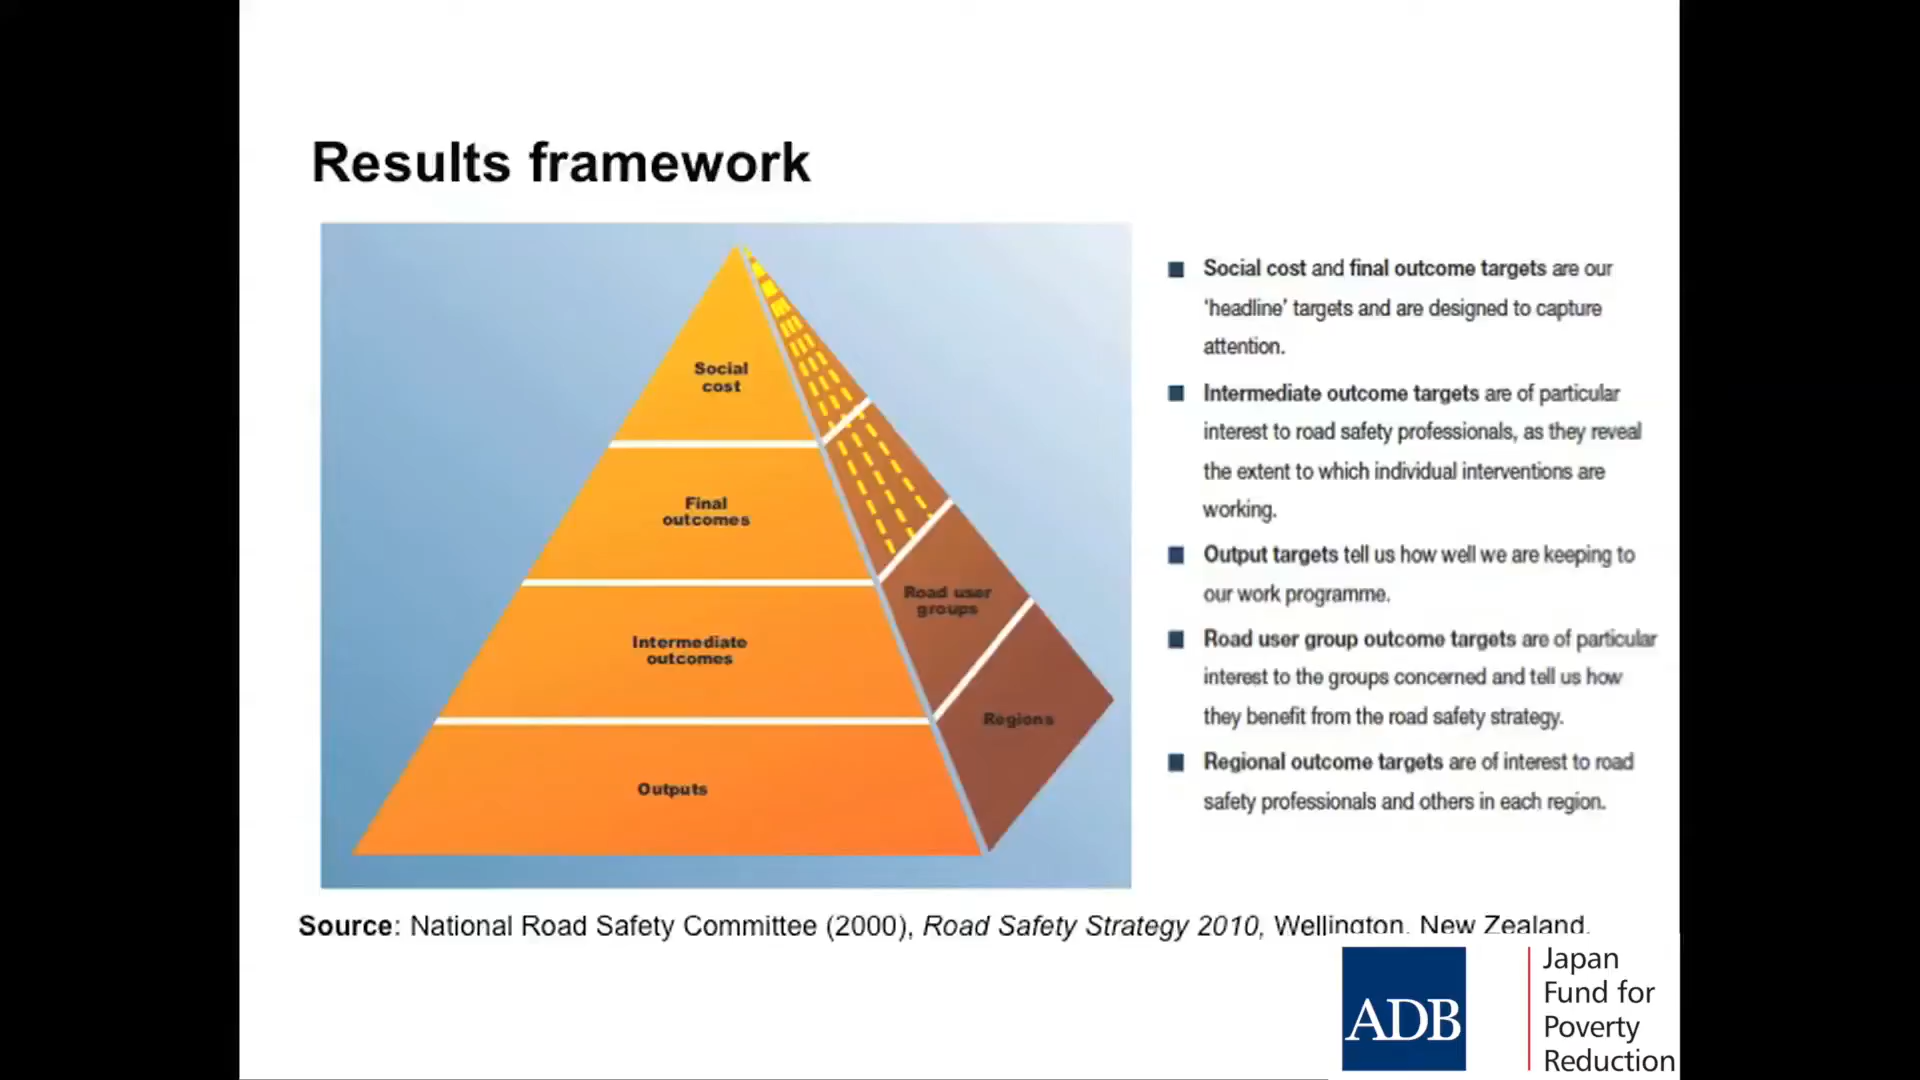 Results framework
Social
cost
Final
outcomes
Intermediate
outcomes
Outputs
Road user
groups
Regions
Social cost and final outcome targets are our
‘headline’ targets and are designed to capture
attention.
Intermediate outcome targets are of particular
interest to road safety professionals, as they reveal
the extent to which individual interventions are
working.
Output targets tell us how well we are keeping to
our work programme.
Road user group outcome targets are of particular
interest to the groups concerned and tell us how
they benefit from the road safety strategy.
Regional outcome targets are of interest to road
safety professionals and others in each region.
Source: National Road Safety Committee (2000), Road Safety Strategy 2010, Wellington, New Zealand.
ADB
Japan
Fund for
Poverty
Reduction